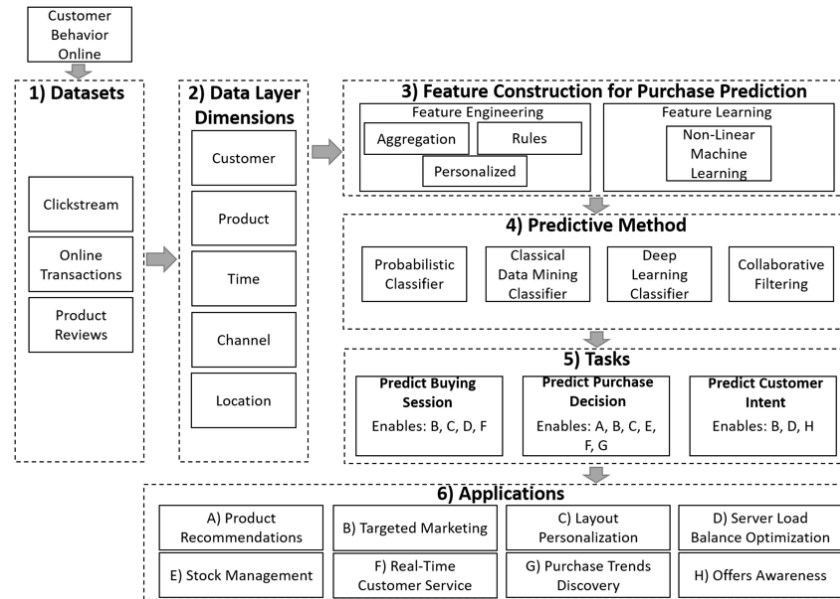 Customer
Behavior
Online
1) Datasets
Clickstream
Online
Transactions
Product
Reviews
2) Data Layer
Dimensions
Customer
Product
Time
Channel
Location
3) Feature Construction for Purchase Prediction
Feature Engineering
Aggregation
Rules
Personalized
Feature Learning
Non-Linear
Machine
Learning
4) Predictive Method
Probabilistic
Classifier
Classical
Data Mining
Classifier
Deep
Learning
Classifier
Collaborative
Filtering
5) Tasks
Predict Buying
Session
Enables: B, C, D, F
Predict Purchase
Decision
Enables: A, B, C, E,
F, G
Predict Customer
Intent
Enables: B, D, H
6) Applications
A) Product
Recommendations
B) Targeted Marketing
C) Layout
Personalization
D) Server Load
Balance Optimization
E) Stock Management
F) Real-Time
Customer Service
G) Purchase Trends
Discovery
H) Offers Awareness